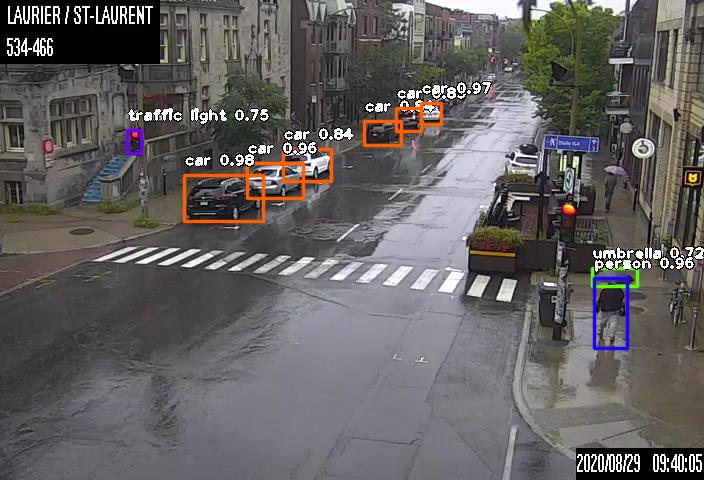 LAURIER / ST-LAURENT
534-466
car 0.97
traffic light 0.75
car 0.84
car 0.96
car 0.98
umbrella 0.72
person 0.96
2020/08/29 09:40:05